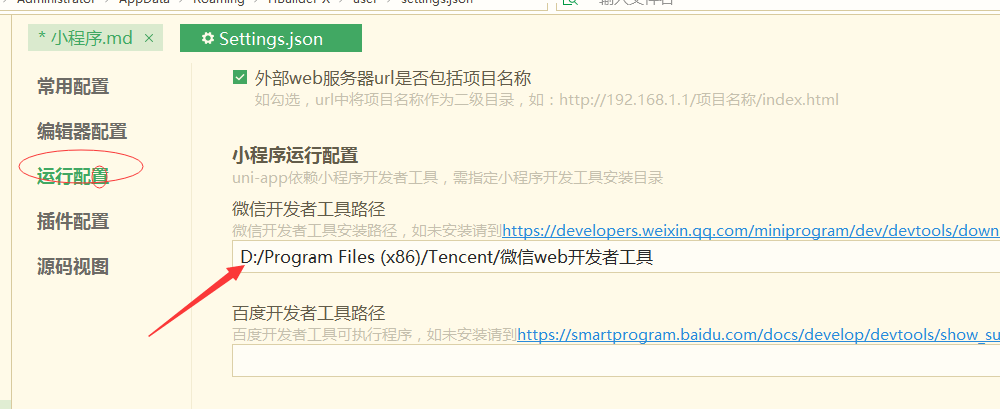 Administrator > AppData > Roaming > HBuilder X > user > settings.json
输入文件名
* 小程序.md ×
Settings.json
常用配置
编辑器配置
运行配置
插件配置
源码视图
外部web服务器url是否包括项目名称
如勾选，url中将项目名称作为二级目录，如：http://192.168.1.1/项目名称/index.html
小程序运行配置
uni-app依赖小程序开发者工具，需指定小程序开发工具安装目录
微信开发者工具路径
微信开发者工具安装路径，如未安装请到https://developers.weixin.qq.com/miniprogram/dev/devtools/down
D:/Program Files (x86)/Tencent/微信web开发者工具
百度开发者工具路径
百度开发者工具可执行程序，如未安装请到https://smartprogram.baidu.com/docs/develop/devtools/show_su